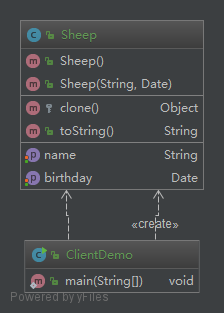 Sheep
Sheep()
Sheep(String, Date)
clone() Object
toString() String
name String
birthday Date
«create»
ClientDemo
main(String[]) void
Powered by yFiles